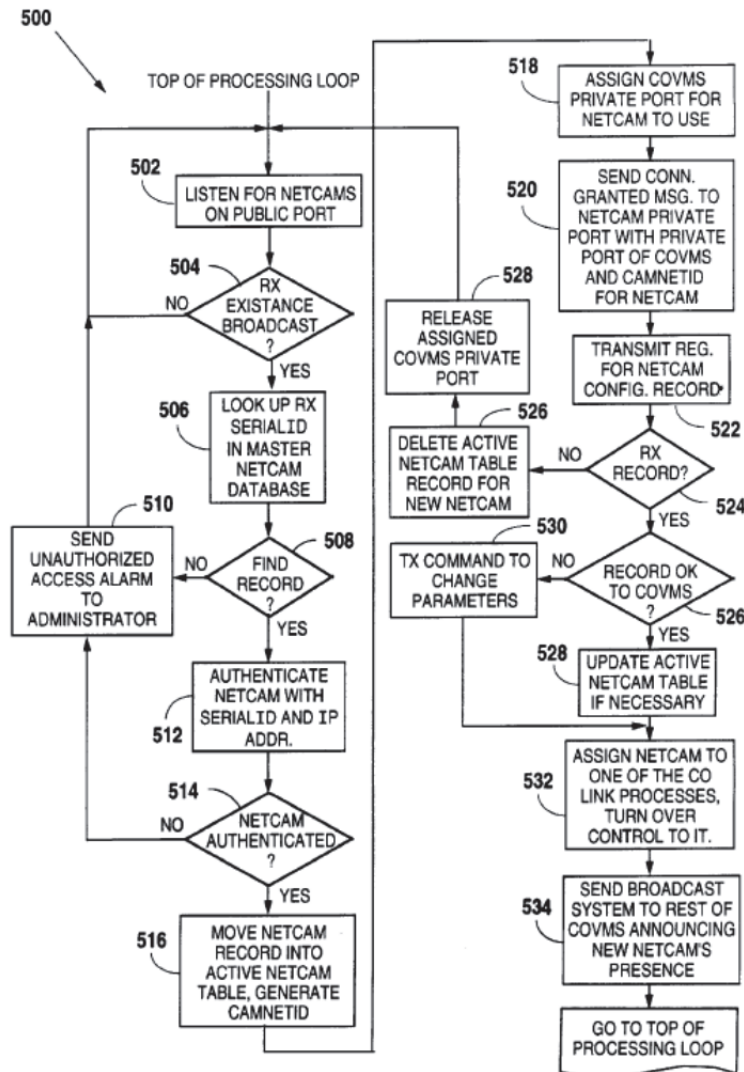 500
TOP OF PROCESSING LOOP
502
LISTEN FOR NETCAMS
ON PUBLIC PORT
504
RX
EXISTANCE
BROADCAST
?
NO
YES
506
LOOK UP RX
SERIALID
IN MASTER
NETCAM
DATABASE
508
FIND
RECORD
?
NO
YES
510
SEND
UNAUTHORIZED
ACCESS ALARM
TO
ADMINISTRATOR
512
AUTHENTICATE
NETCAM WITH
SERIALID AND IP
ADDR.
514
NETCAM
AUTHENTICATED
?
NO
YES
516
MOVE NETCAM
RECORD INTO
ACTIVE NETCAM
TABLE, GENERATE
CAMNETID
518
ASSIGN COVMS
PRIVATE PORT FOR
NETCAM TO USE
520
SEND CONN.
GRANTED MSG. TO
NETCAM PRIVATE
PORT WITH PRIVATE
PORT OF COVMS
AND CAMNETID
FOR NETCAM
TRANSMIT REG.
FOR NETCAM
CONFIG. RECORD
522
RX
RECORD?
524
NO
YES
526
DELETE ACTIVE
NETCAM TABLE
RECORD FOR
NEW NETCAM
528
RELEASE
ASSIGNED
COVMS PRIVATE
PORT
RECORD OK
TO COVMS
?
526
NO
YES
530
TX COMMAND TO
CHANGE
PARAMETERS
528
UPDATE ACTIVE
NETCAM TABLE
IF NECESSARY
532
ASSIGN NETCAM TO
ONE OF THE CO
LINK PROCESSES,
TURN OVER
CONTROL TO IT.
534
SEND BROADCAST
SYSTEM TO REST OF
COVMS ANNOUNCING
NEW NETCAM'S
PRESENCE
GO TO TOP OF
PROCESSING LOOP